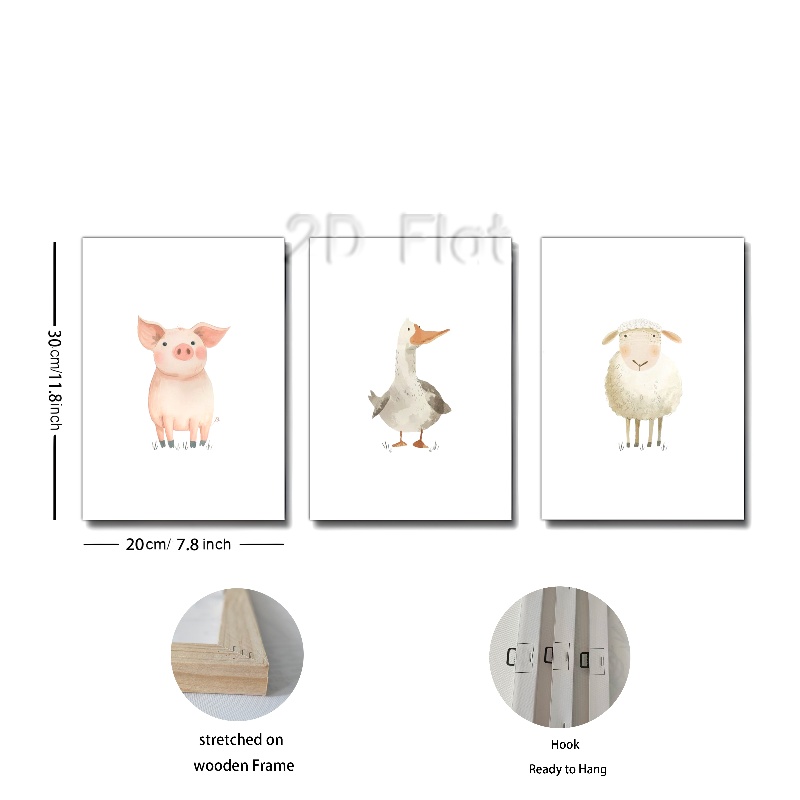 2D Flat
30cm/11.8inch
20cm/ 7.8 inch
stretched on
wooden Frame
Hook
Ready to Hang